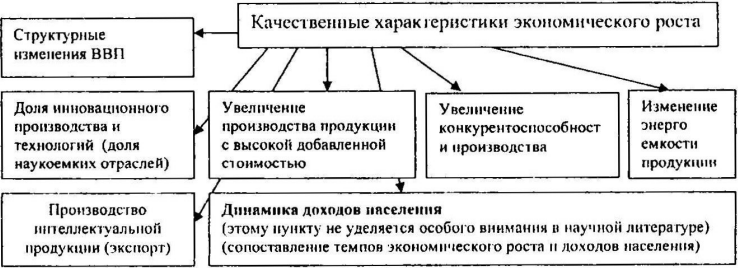 Качественные характеристики экономического роста
Структурные
изменения ВВП
Доля инновационного
производства и
технологий (доля
наукоемких отраслей)
Увеличение
производства продукции
с высокой добавленной
стоимостью
Увеличение
конкурентоспособност
и производства
Изменение
энерго
емкости
продукции
Производство
интеллектуальной
продукции (экспорт)
Динамика доходов населения
(этому пункту не уделяется особого внимания в научной литературе)
(сопоставление темпов экономического роста и доходов населения)